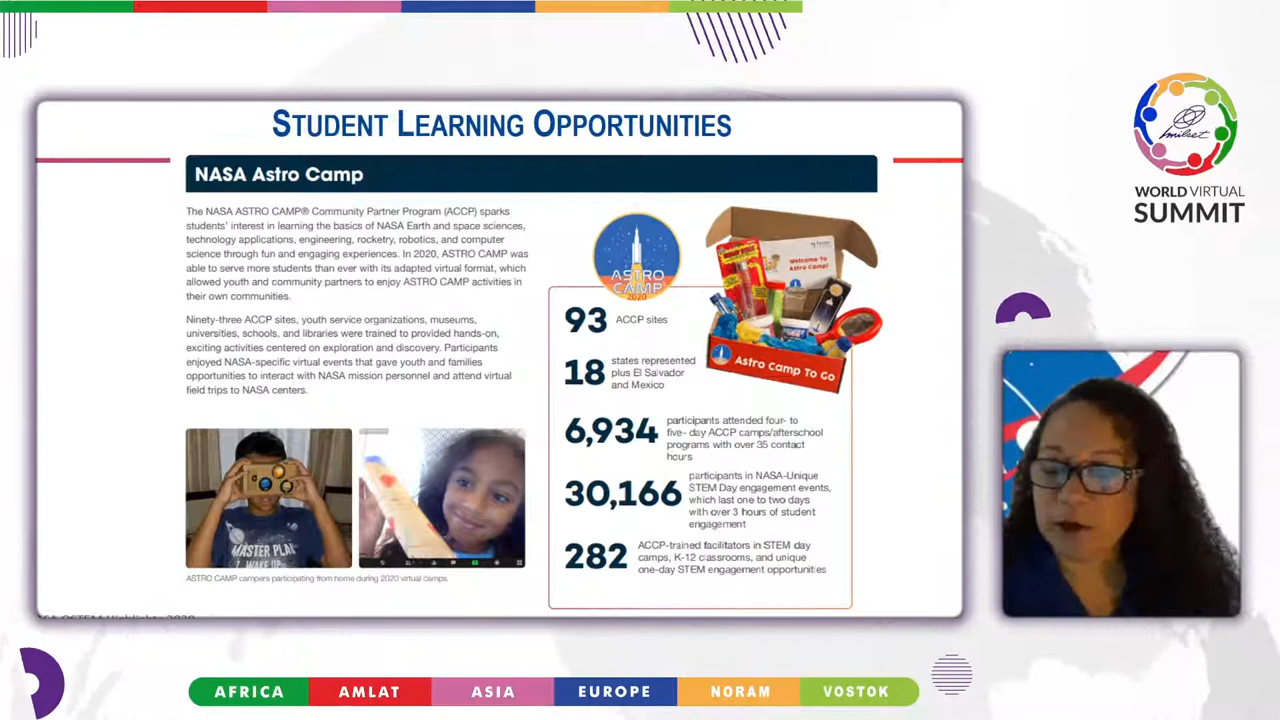 STUDENT LEARNING OPPORTUNITIES
NASA Astro Camp
The NASA ASTRO CAMP® Community Partner Program (ACCP) sparks
students' interest in learning the basics of NASA Earth and space sciences,
technology applications, engineering, rocketry, robotics, and computer
science through fun and engaging experiences. In 2020, ASTRO CAMP was
able to serve more students than ever with its adapted virtual format, which
allowed youth and community partners to enjoy ASTRO CAMP activities in
their own communities.
Ninety-three ACCP sites, youth service organizations, museums,
universities, schools, and libraries were trained to provided hands-on,
exciting activities centered on exploration and discovery. Participants
enjoyed NASA-specific virtual events that gave youth and families
opportunities to interact with NASA mission personnel and attend virtual
field trips to NASA centers.
MASTER PLAN
ASTRO CAMP campers participating from home during 2020 virtual camps.
ASTRO
CAMP
2020
Welcome To
Astro Camp!
Astro Camp To Go
93 ACCP sites
18 states represented
plus El Salvador
and Mexico
6,934 participants attended four- to
five- day ACCP camps/afterschool
programs with over 35 contact
hours
30,166 participants in NASA-Unique
STEM Day engagement events,
which last one to two days
with over 3 hours of student
engagement
282 ACCP-trained facilitators in STEM day
camps, K-12 classrooms, and unique
one-day STEM engagement opportunities
milset
WORLD VIRTUAL
SUMMIT
AFRICA
AMLAT
ASIA
EUROPE
NORAM
VOSTOK